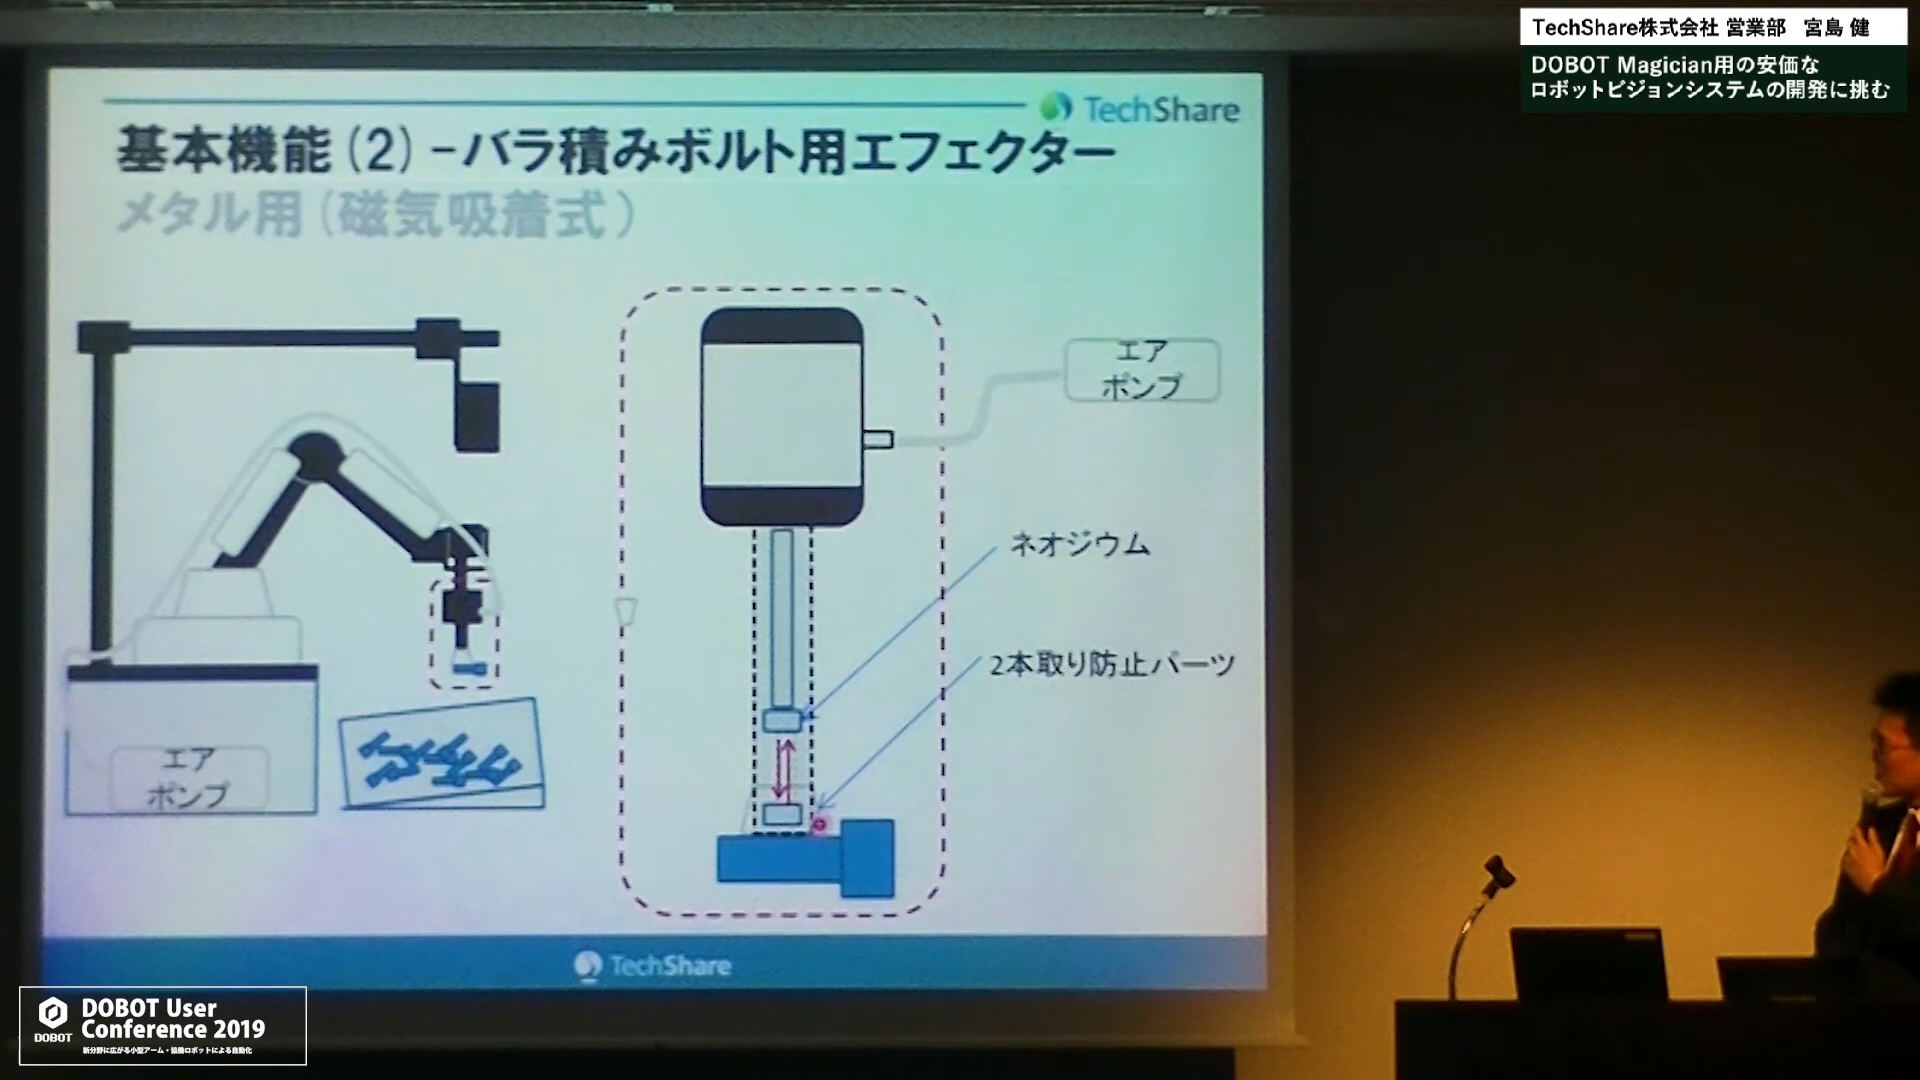 TechShare株式会社 営業部 宮島 健
DOBOT Magician用の安価な
ロボットビジョンシステムの開発に挑む
TechShare
基本機能(2)-バラ積みボルト用エフェクター
メタル用(磁気吸着式)
エア
ポンプ
ネオジウム
2本取り防止パーツ
エア
ポンプ
TechShare
DOBOT
DOBOT User
Conference 2019
新分野に広がる小型アーム・協働ロボットによる自動化